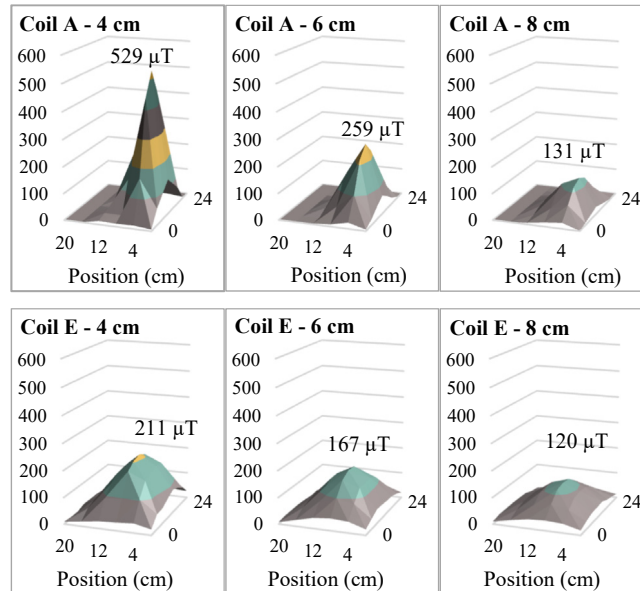 Coil A - 4 cm
600
529 µT
500
400
300
200
100
0
24
0
20 12 4
Position (cm)
Coil A - 6 cm
600
500
400
259 µT
300
200
100
0
24
0
20 12 4
Position (cm)
Coil A - 8 cm
600
500
400
300
131 µT
200
100
0
24
0
20 12 4
Position (cm)
Coil E - 4 cm
600
500
400
211 µT
300
200
100
0
24
0
20 12 4
Position (cm)
Coil E - 6 cm
600
500
400
167 µT
300
200
100
0
24
0
20 12 4
Position (cm)
Coil E - 8 cm
600
500
400
120 µT
300
200
100
0
24
0
20 12 4
Position (cm)